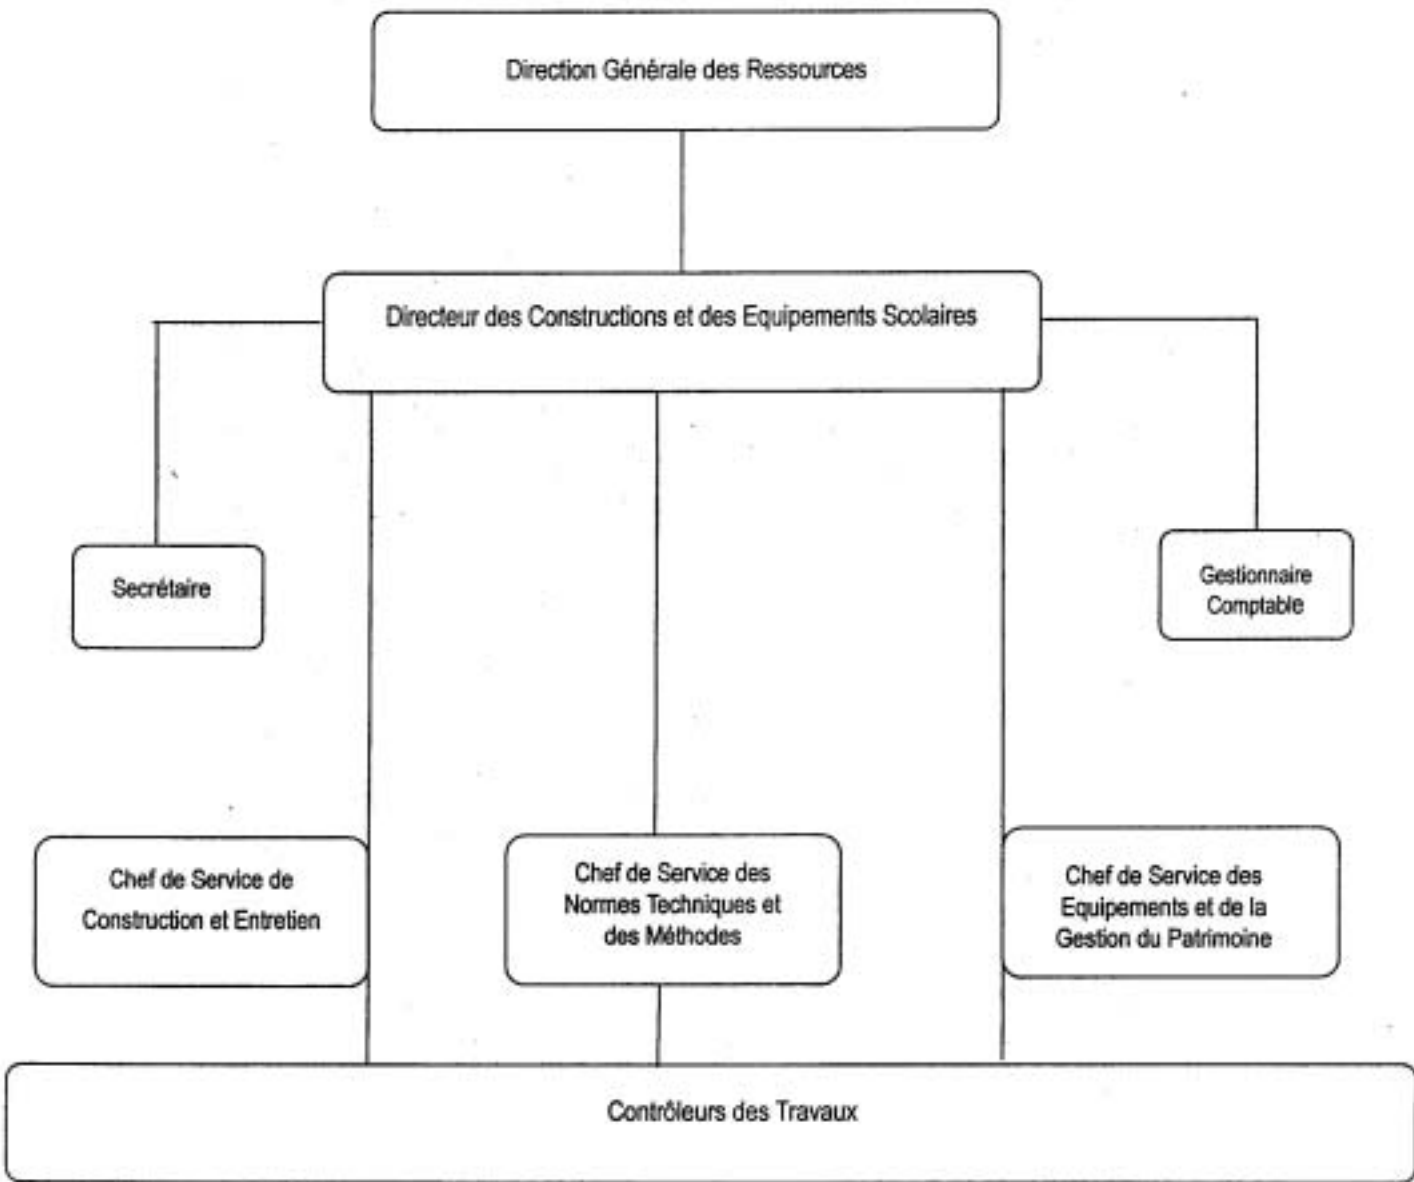 Direction Générale des Ressources
Directeur des Constructions et des Equipements Scolaires
Secrétaire
Gestionnaire
Comptable
Chef de Service de
Construction et Entretien
Chef de Service des
Normes Techniques et
des Méthodes
Chef de Service des
Equipements et de la
Gestion du Patrimoine
Contrôleurs des Travaux